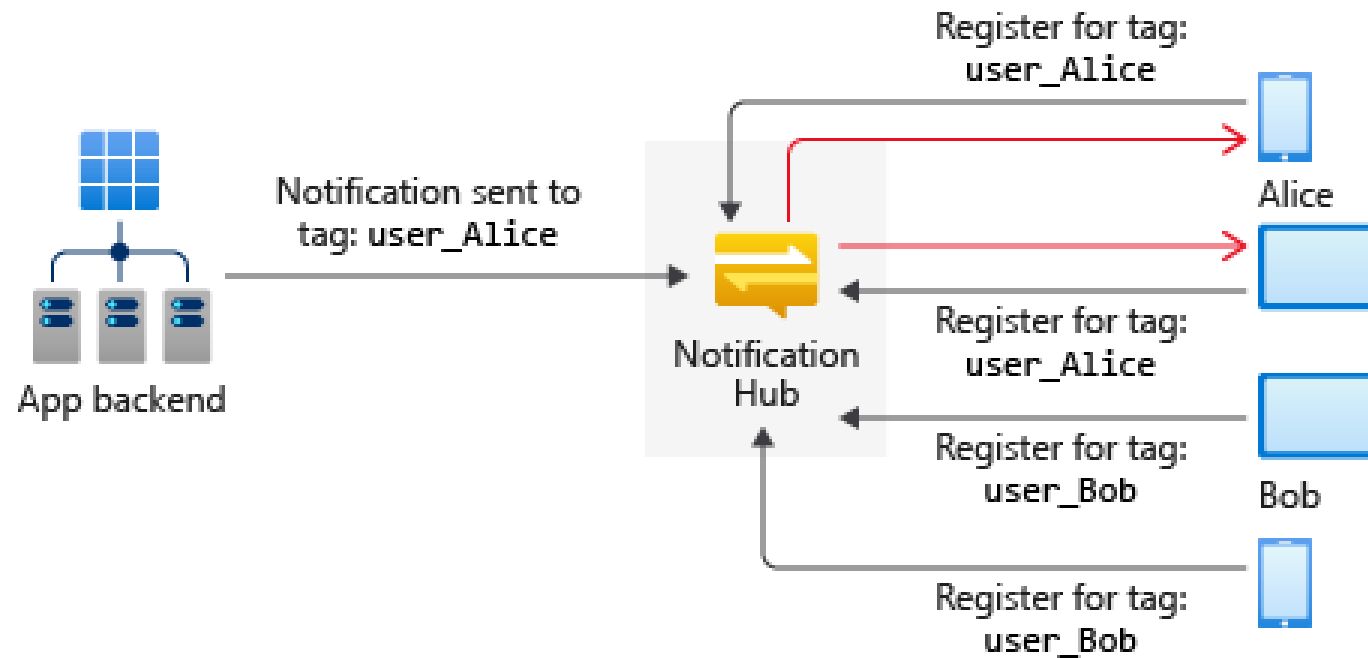 Register for tag:
user_Alice
Notification sent to
tag: user_Alice
Alice
Notification
Hub
Register for tag:
user_Alice
App backend
Register for tag:
user_Bob
Bob
Register for tag:
user_Bob